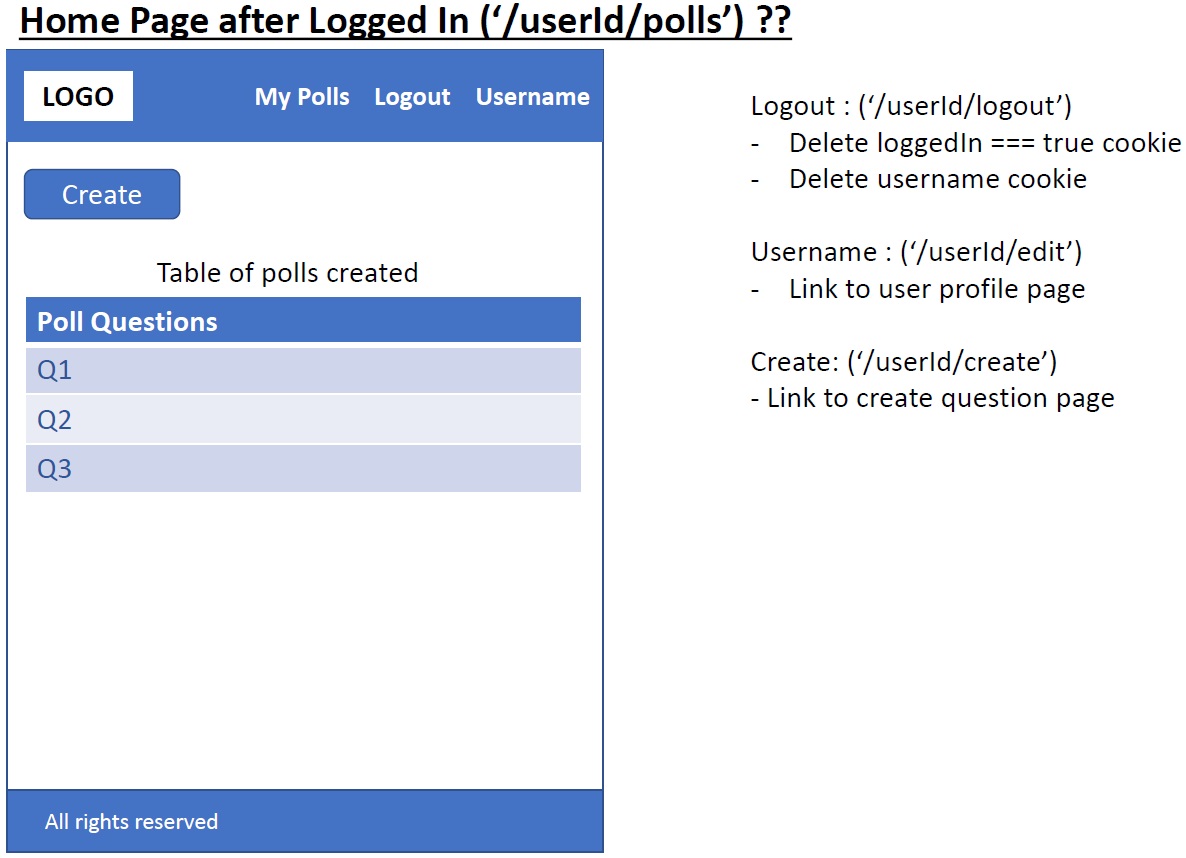 Home Page after Logged In (‘/userId/polls’) ??
LOGO
My Polls Logout Username
Create
Table of polls created
Poll Questions
Q1
Q2
Q3
All rights reserved
Logout : (‘/userId/logout’)
- Delete loggedIn === true cookie
- Delete username cookie
Username : (‘/userId/edit’)
- Link to user profile page
Create: (‘/userId/create’)
- Link to create question page